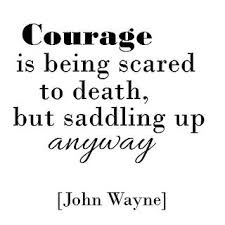 Courage
is being scared
to death,
but saddling up
anyway
[John Wayne]